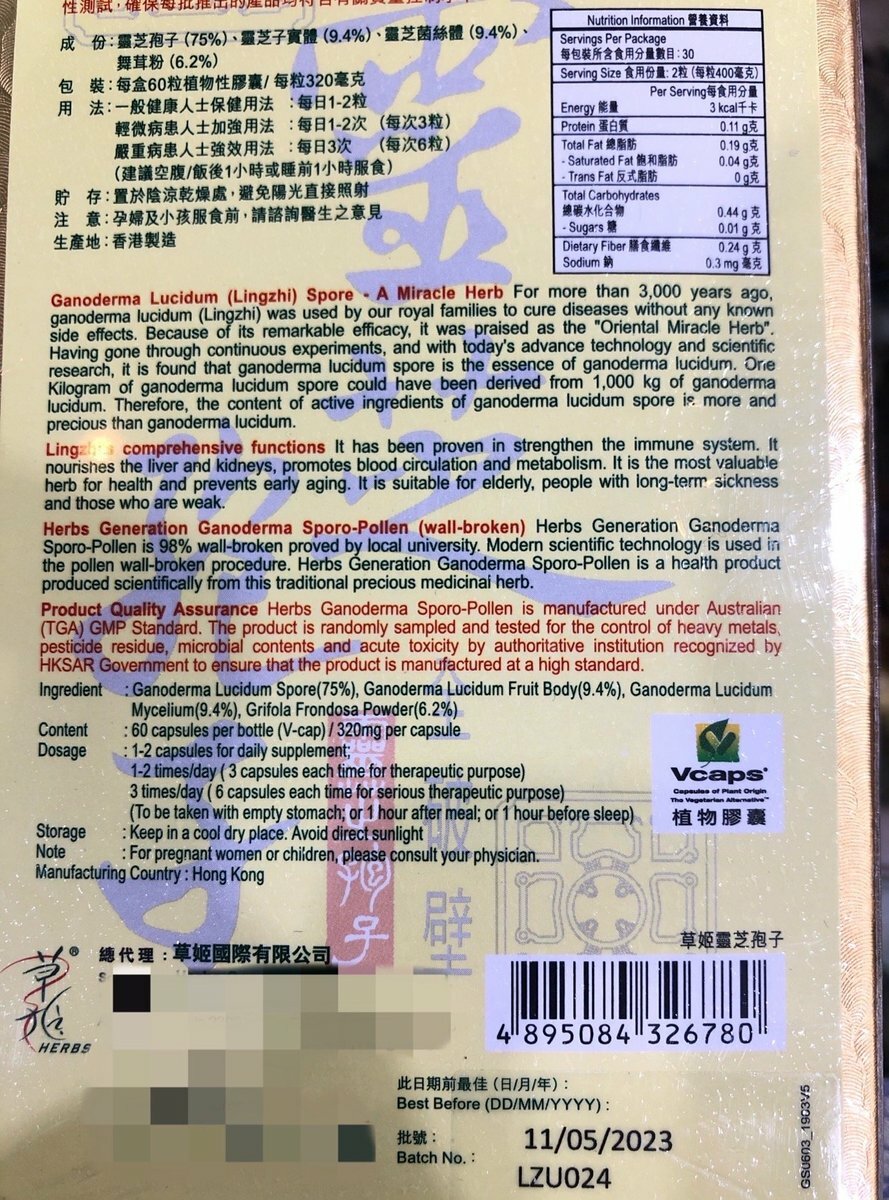 性測試,確保每批推出的產品均符合有關質量控制水平
成 份:靈芝孢子 (75%)、靈芝子實體 (9.4%)、靈芝菌絲體 (9.4%)、
舞茸粉 (6.2%)
包 裝:每盒60粒植物性膠囊/ 每粒320毫克
用 法:一般健康人士保健用法 :每日1-2粒
輕微病患人士加強用法 :每日1-2次 (每次3粒)
嚴重病患人士強效用法 :每日3次 (每次6粒)
(建議空腹/飯後1小時或睡前1小時服食)
貯 存:置於陰涼乾燥處,避免陽光直接照射
注 意:孕婦及小孩服食前,請諮詢醫生之意見
生產地:香港製造
Nutrition Information 營養資料
Servings Per Package
每包裝所含食用分量數目:30
Serving Size 食用份量: 2粒 (每粒400毫克)
Per Serving每食用分量
Energy 能量 3 kcal千卡
Protein 蛋白質 0.11 g克
Total Fat 總脂肪 0.19 g克
- Saturated Fat 飽和脂肪 0.04 g克
- Trans Fat 反式脂肪 0 g克
Total Carbohydrates
總碳水化合物 0.44 g 克
- Sugars 糖 0.01 g 克
Dietary Fiber 膳食纖維 0.24 g 克
Sodium 鈉 0.3 mg 毫克
Ganoderma Lucidum (Lingzhi) Spore - A Miracle Herb For more than 3,000 years ago,
ganoderma lucidum (Lingzhi) was used by our royal families to cure diseases without any known
side effects. Because of its remarkable efficacy, it was praised as the "Oriental Miracle Herb".
Having gone through continuous experiments, and with today's advance technology and scientific
research, it is found that ganoderma lucidum spore is the essence of ganoderma lucidum. One
Kilogram of ganoderma lucidum spore could have been derived from 1,000 kg of ganoderma
lucidum. Therefore, the content of active ingredients of ganoderma lucidum spore is more and
precious than ganoderma lucidum.
comprehensive functions It has been proven in strengthen the immune system. It
nourishes the liver and kidneys, promotes blood circulation and metabolism. It is the most valuable
herb for health and prevents early aging. It is suitable for elderly, people with long-term sickness
and those who are weak.
Herbs Generation Ganoderma Sporo-Pollen (wall-broken) Herbs Generation Ganoderma
Sporo-Pollen is 98% wall-broken proved by local university. Modern scientific technology is used in
the pollen wall-broken procedure. Herbs Generation Ganoderma Sporo-Pollen is a health product
produced scientifically from this traditional precious medicinal herb.
Product Quality Assurance Herbs Ganoderma Sporo-Pollen is manufactured under Australian
(TGA) GMP Standard. The product is randomly sampled and tested for the control of heavy metals,
pesticide residue, microbial contents and acute toxicity by authoritative institution recognized by
HKSAR Government to ensure that the product is manufactured at a high standard.
Ingredient : Ganoderma Lucidum Spore(75%), Ganoderma Lucidum Fruit Body(9.4%), Ganoderma Lucidum
Mycelium(9.4%), Grifola Frondosa Powder(6.2%)
Content : 60 capsules per bottle (V-cap) / 320mg per capsule
Dosage : 1-2 capsules for daily supplement;
1-2 times/day ( 3 capsules each time for therapeutic purpose)
3 times/day ( 6 capsules each time for serious therapeutic purpose)
(To be taken with empty stomach; or 1 hour after meal; or 1 hour before sleep)
Storage : Keep in a cool dry place. Avoid direct sunlight
Note : For pregnant women or children, please consult your physician.
Manufacturing Country : Hong Kong
Vcaps®
Capsules of Plant Origin
The Vegetarian Alternative™
植物膠囊
全破壁
靈芝孢子
草姬®
HERBS
總代理:草姬國際有限公司
草姬靈芝孢子
4 895084 326780
此日期前最佳 (日/月/年) :
Best Before (DD/MM/YYYY) :
11/05/2023
批號 :
Batch No. :
LZU024
GS0603_1903V5